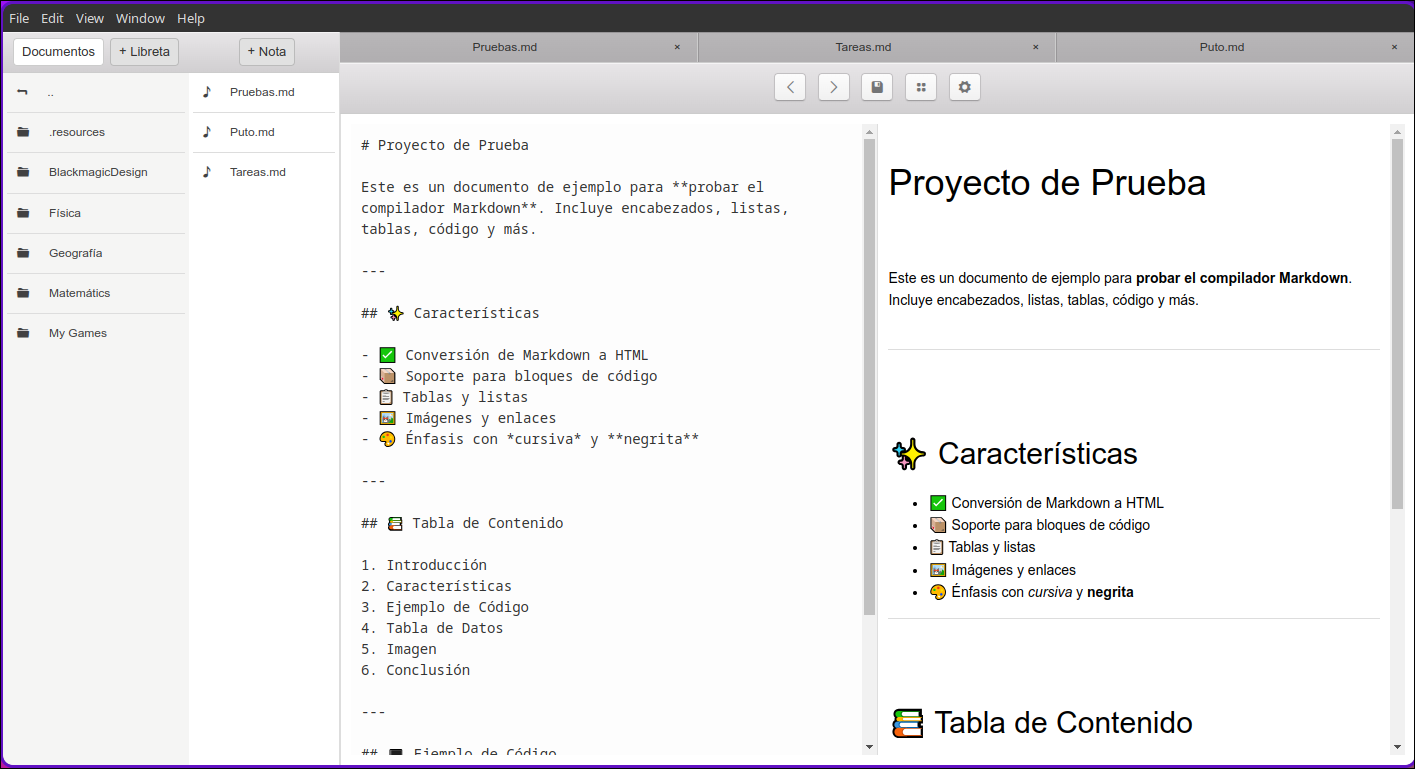 File Edit View Window Help
Documentos + Libreta + Nota
Pruebas.md × Tareas.md × Puto.md ×
..
.resources
BlackmagicDesign
Física
Geografía
Matemátics
My Games
Pruebas.md
Puto.md
Tareas.md
# Proyecto de Prueba
Este es un documento de ejemplo para **probar el
compilador Markdown**. Incluye encabezados, listas,
tablas, código y más.
---
## ✨ Características
- ✅ Conversión de Markdown a HTML
- 📦 Soporte para bloques de código
- 📋 Tablas y listas
- 🖼️ Imágenes y enlaces
- 🎨 Énfasis con *cursiva* y **negrita**
---
## 📚 Tabla de Contenido
1. Introducción
2. Características
3. Ejemplo de Código
4. Tabla de Datos
5. Imagen
6. Conclusión
---
## 💻 Ejemplo de Código
Proyecto de Prueba
Este es un documento de ejemplo para probar el compilador Markdown.
Incluye encabezados, listas, tablas, código y más.
✨ Características
• ✅ Conversión de Markdown a HTML
• 📦 Soporte para bloques de código
• 📋 Tablas y listas
• 🖼️ Imágenes y enlaces
• 🎨 Énfasis con cursiva y negrita
📚 Tabla de Contenido